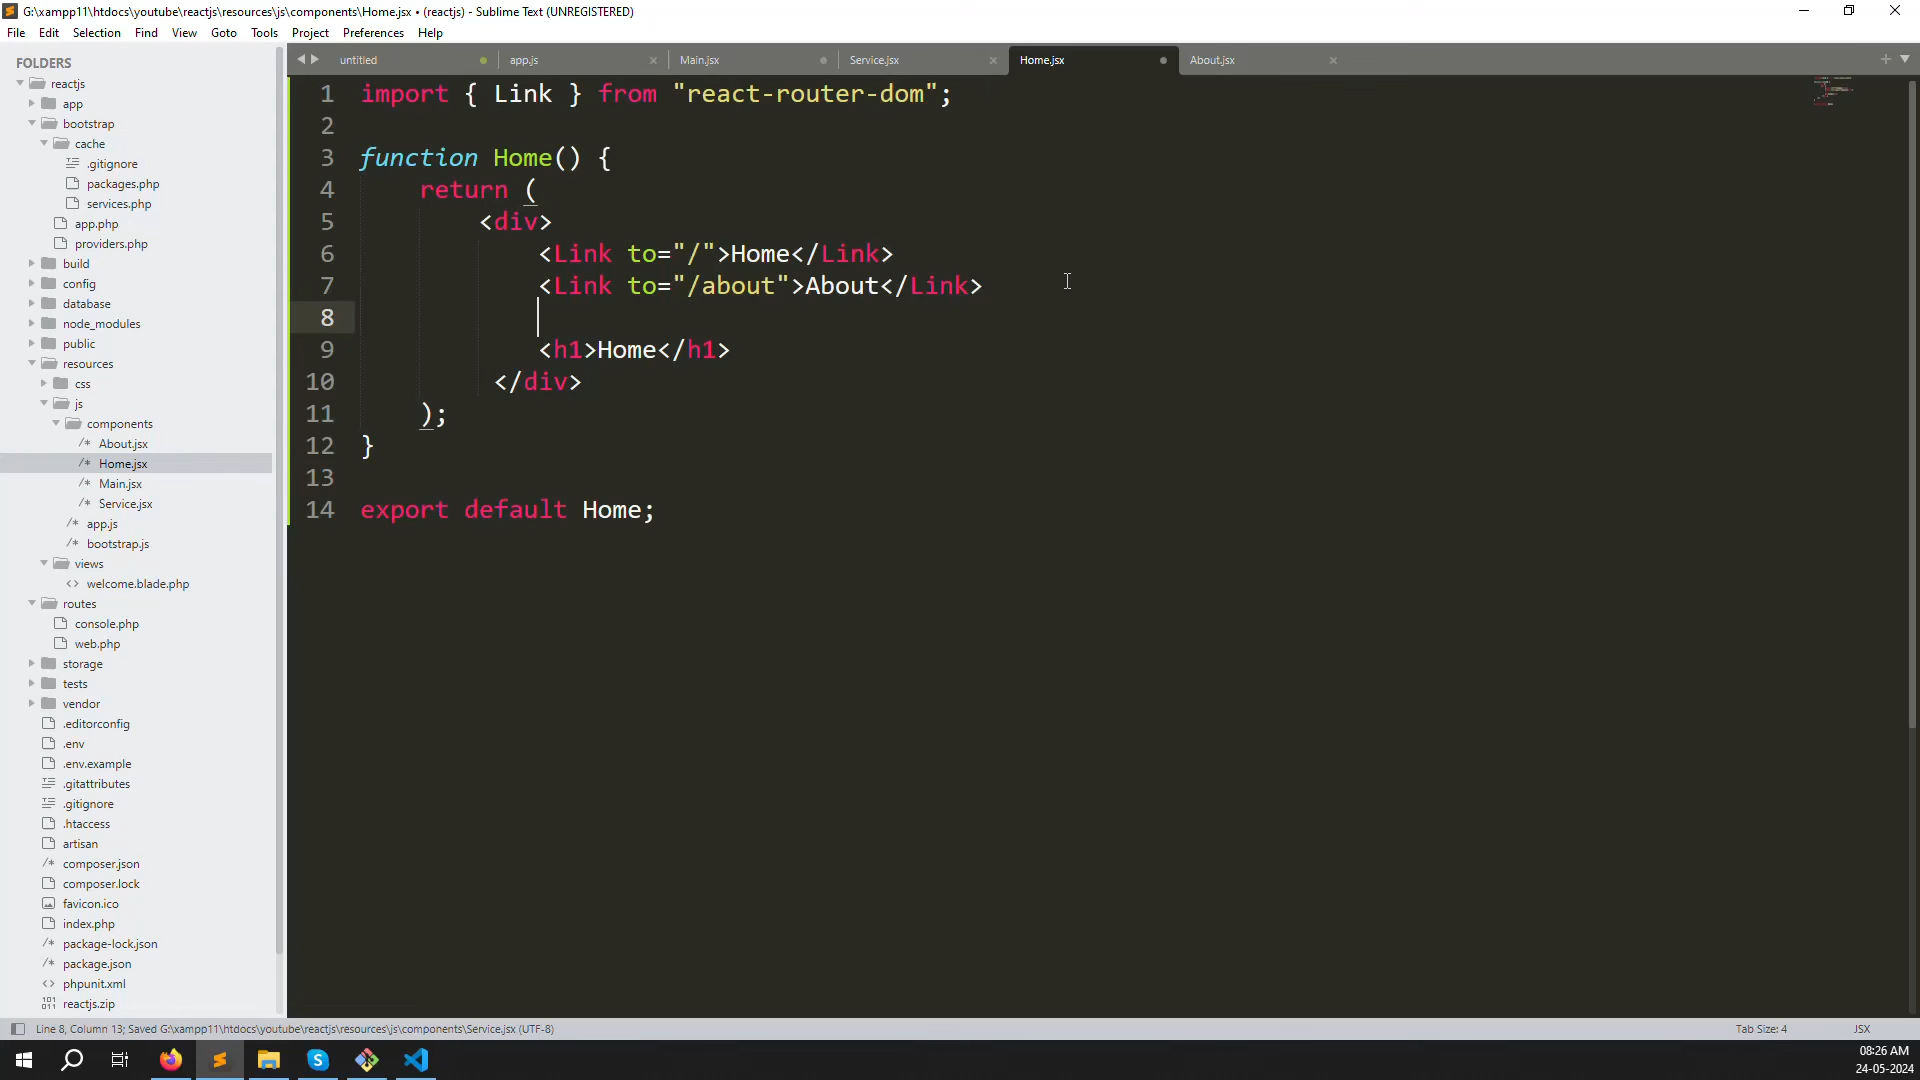 G:\xampp11\htdocs\youtube\reactjs\resources\js\components\Home.jsx • (reactjs) - Sublime Text (UNREGISTERED)
File Edit Selection Find View Goto Tools Project Preferences Help
FOLDERS
reactjs
app
bootstrap
cache
.gitignore
packages.php
services.php
app.php
providers.php
build
config
database
node_modules
public
resources
css
js
components
About.jsx
Home.jsx
Main.jsx
Service.jsx
app.js
bootstrap.js
views
welcome.blade.php
routes
console.php
web.php
storage
tests
vendor
.editorconfig
.env
.env.example
.gitattributes
.gitignore
.htaccess
artisan
composer.json
composer.lock
favicon.ico
index.php
package-lock.json
package.json
phpunit.xml
reactjs.zip
untitled app.js Main.jsx Service.jsx Home.jsx About.jsx
1 import { Link } from "react-router-dom";
2
3 function Home() {
4 return (
5 <div>
6 <Link to="/">Home</Link>
7 <Link to="/about">About</Link>
8
9 <h1>Home</h1>
10 </div>
11 );
12 }
13
14 export default Home;
Line 8, Column 13; Saved G:\xampp11\htdocs\youtube\reactjs\resources\js\components\Service.jsx (UTF-8)
Tab Size: 4 JSX
08:26 AM
24-05-2024